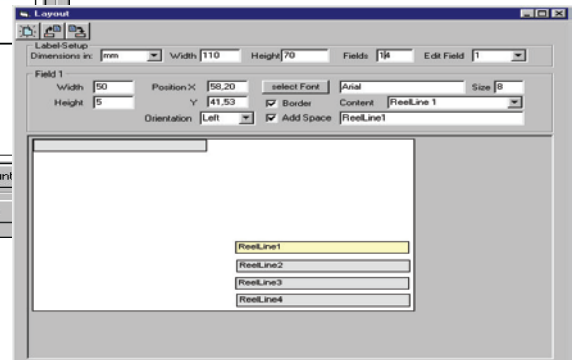 Layout
Label-Setup
Dimensions in: mm Width 110 Height 70 Fields 14 Edit Field 1
Field 1
Width 50 Position X 58,20 select Font Arial Size 8
Height 5 Y 41,53 Border Content ReelLine 1
Orientation Left Add Space ReelLine1
ReelLine1
ReelLine2
ReelLine3
ReelLine4